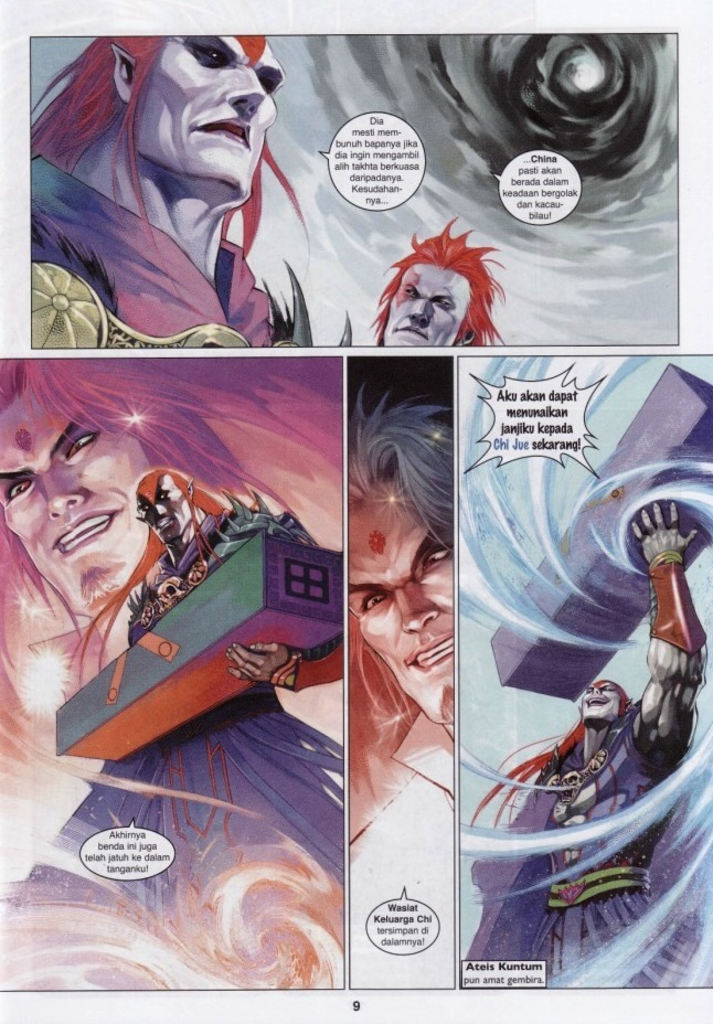 Dia
mesti mem-
bunuh bapanya jika
dia ingin mengambil
alih takhta berkuasa
daripadanya.
Kesudahan-
nya...
...China
pasti akan
berada dalam
keadaan bergolak
dan kacau-
bilau!
Akhirnya
benda ini juga
telah jatuh ke dalam
tanganku!
Wasiat
Keluarga Chi
tersimpan di
dalamnya!
Aku akan dapat
menunaikan
janjiku kepada
Chi Jue sekarang!
Ateis Kuntum
pun amat gembira.
9